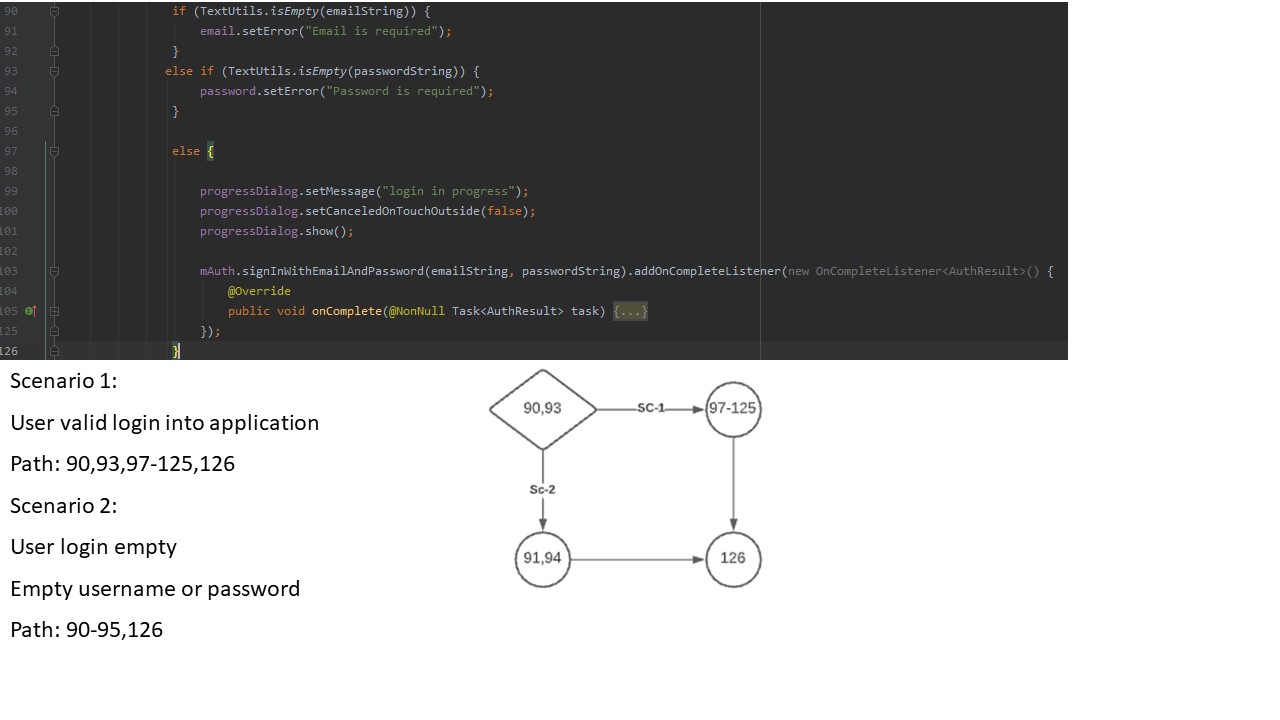 90 if (TextUtils.isEmpty(emailString)) {
91 email.setError("Email is required");
92 }
93 else if (TextUtils.isEmpty(passwordString)) {
94 password.setError("Password is required");
95 }
96
97 else {
98
99 progressDialog.setMessage("login in progress");
100 progressDialog.setCanceledOnTouchOutside(false);
101 progressDialog.show();
102
103 mAuth.signInWithEmailAndPassword(emailString, passwordString).addOnCompleteListener(new OnCompleteListener<AuthResult>() {
104 @Override
105 public void onComplete(@NonNull Task<AuthResult> task) {...}
125 });
126 }
Scenario 1:
User valid login into application
Path: 90,93,97-125,126
Scenario 2:
User login empty
Empty username or password
Path: 90-95,126
90,93
SC-1
97-125
Sc-2
91,94
126